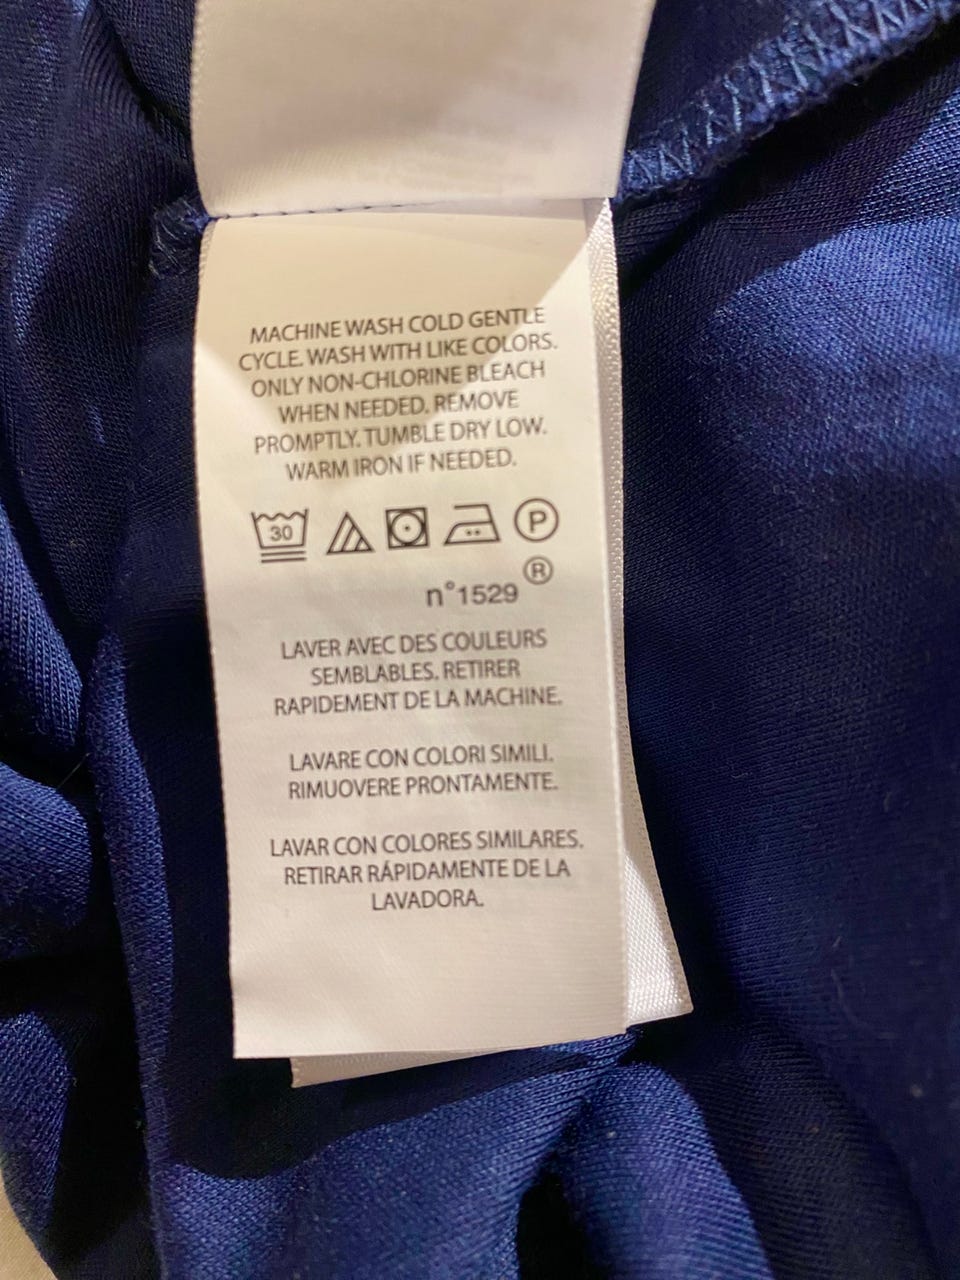 MACHINE WASH COLD GENTLE
CYCLE. WASH WITH LIKE COLORS.
ONLY NON-CHLORINE BLEACH
WHEN NEEDED. REMOVE
PROMPTLY. TUMBLE DRY LOW.
WARM IRON IF NEEDED.
30 P
®
n°1529
LAVER AVEC DES COULEURS
SEMBLABLES. RETIRER
RAPIDEMENT DE LA MACHINE.
LAVARE CON COLORI SIMILI.
RIMUOVERE PRONTAMENTE.
LAVAR CON COLORES SIMILARES.
RETIRAR RÁPIDAMENTE DE LA
LAVADORA.